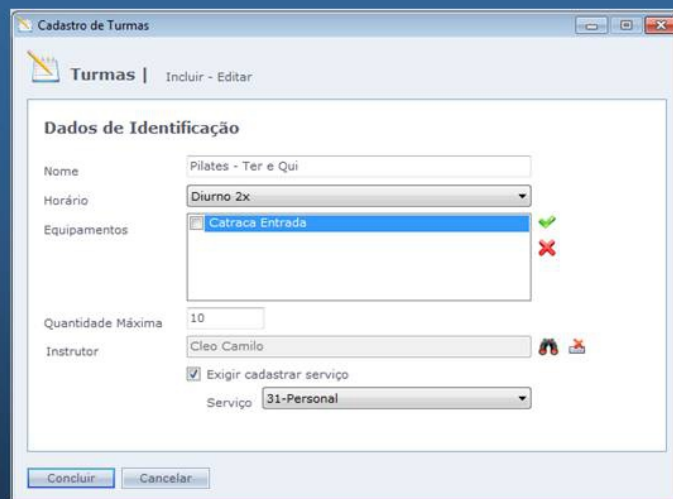 Cadastro de Turmas
Turmas | Incluir - Editar
Dados de Identificação
Nome Pilates - Ter e Qui
Horário Diurno 2x
Equipamentos Catraca Entrada
Quantidade Máxima 10
Instrutor Cleo Camilo
Exigir cadastrar serviço
Serviço 31-Personal
Concluir Cancelar